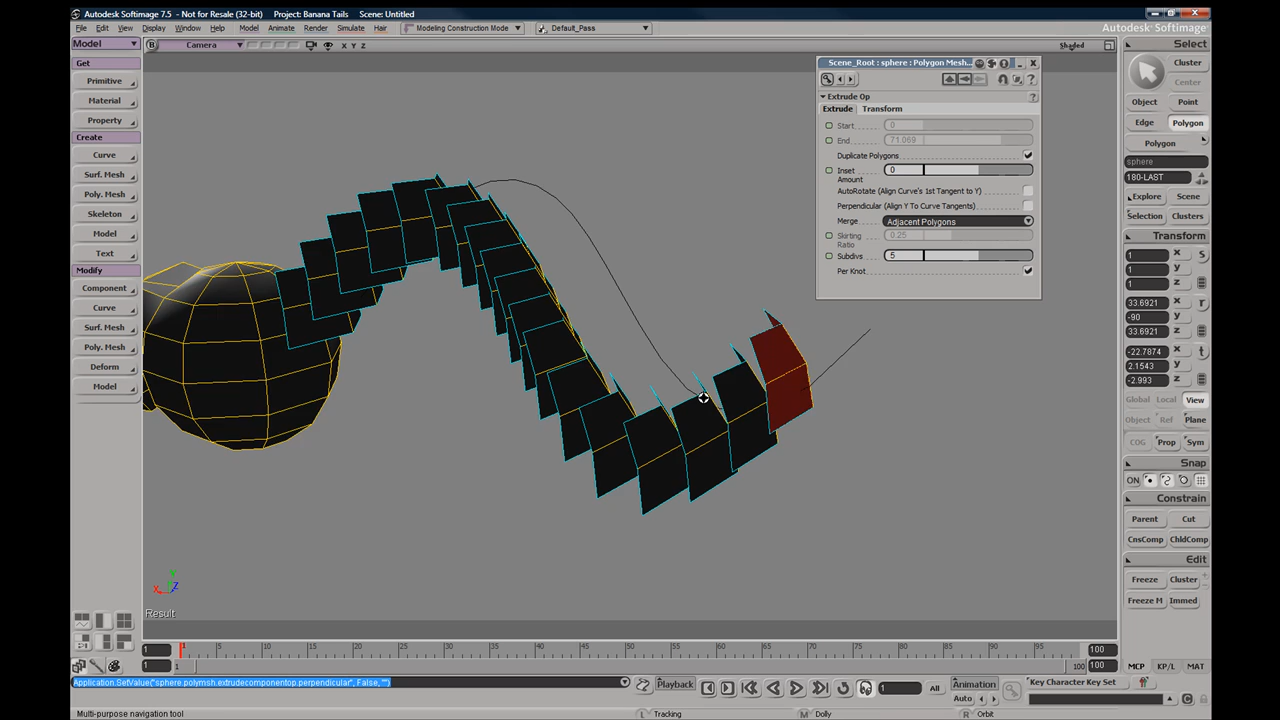 Autodesk Softimage 7.5 - Not for Resale (32-bit) Project: Banana Tails Scene: Untitled
File Edit View Display Window Help Model Animate Render Simulate Hair Modeling Construction Mode Default_Pass Autodesk Softimage
Model B Camera X Y Z Shaded Select
Get
Primitive
Material
Property
Create
Curve
Surf. Mesh
Poly. Mesh
Skeleton
Model
Text
Modify
Component
Curve
Surf. Mesh
Poly. Mesh
Deform
Model
Scene_Root : sphere : Polygon Mesh...
Extrude Op
Extrude Transform
Start 0
End 71.069
Duplicate Polygons
Inset Amount 0
AutoRotate (Align Curve's 1st Tangent to Y)
Perpendicular (Align Y To Curve Tangents)
Merge Adjacent Polygons
Skirting Ratio 0.25
Subdivs 5
Per Knot
Cluster
Center
Object Point
Edge Polygon
Polygon
sphere
180-LAST
Explore Scene
Selection Clusters
Transform
1 x s
1 y
1 z
33.6921 x r
-90 y
33.6921 z
-22.7874 x t
2.1543 y
-2.993 z
Global Local View
Object Ref Plane
COG Prop Sym
Snap
ON
Constrain
Parent Cut
CnsComp ChldComp
Edit
Freeze Cluster
Freeze M Immed
X Y Z
Result
1 1 5 10 15 20 25 30 35 40 45 50 55 60 65 70 75 80 85 90 95 100
1 1 100 100
MCP KP/L MAT
Application.SetValue("sphere.polymsh.extrudecomponentop.perpendicular", False, "")
Playback 1 All Animation Auto Key Character Key Set
Multi-purpose navigation tool L Tracking M Dolly R Orbit